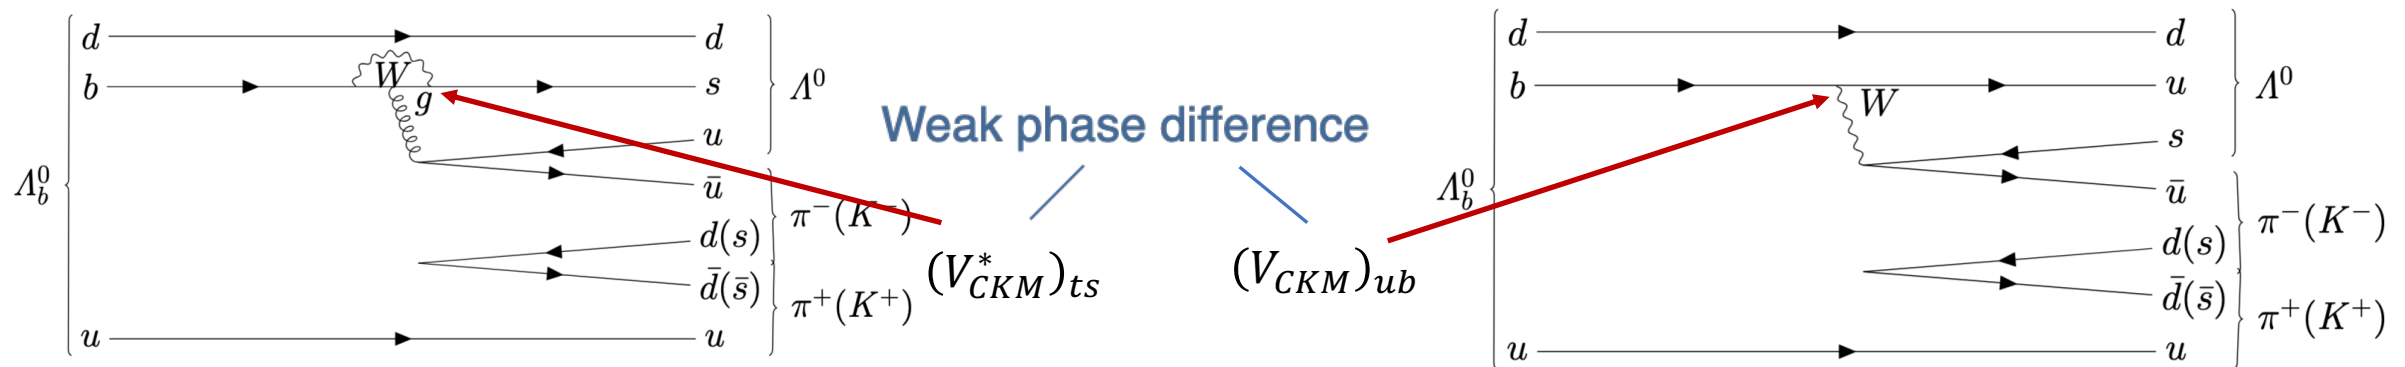 d
d
b
W
g
s
Λ⁰
u
ū
Λ_b^0
π⁻(K⁻)
d(s)
d̄(s̄)
π⁺(K⁺)
u
u
Weak phase difference
(V*_CKM)_ts
(V_CKM)_ub
d
d
b
W
u
Λ⁰
s
ū
Λ_b^0
π⁻(K⁻)
d(s)
d̄(s̄)
π⁺(K⁺)
u
u